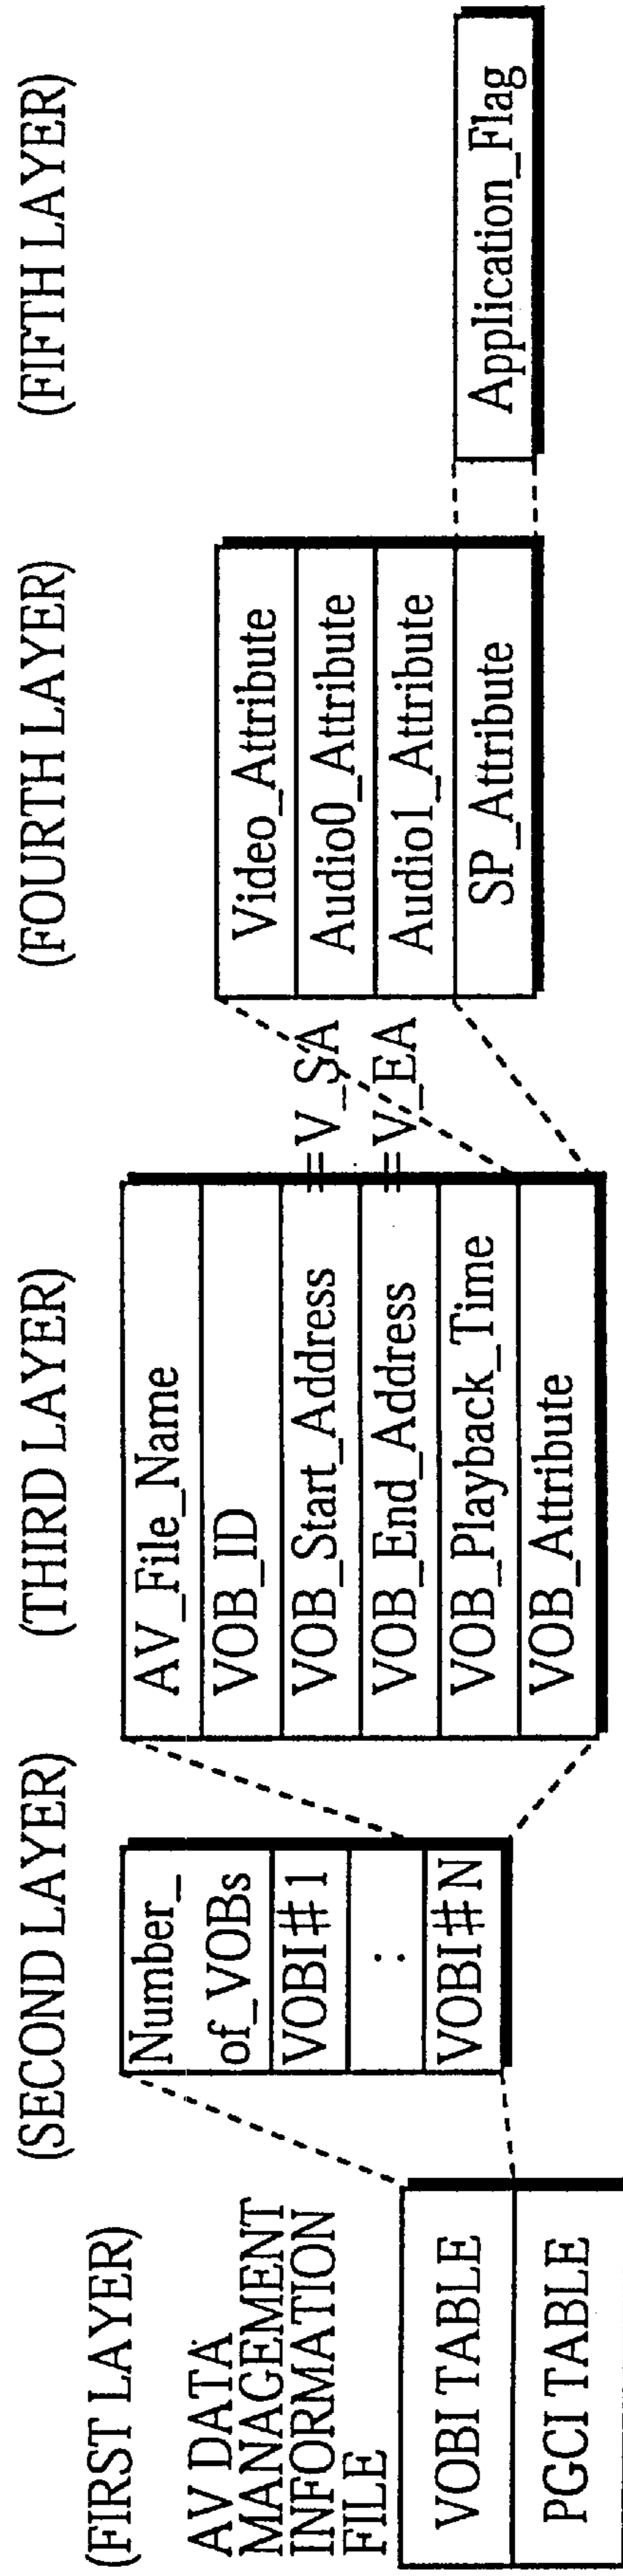 (FIRST LAYER)
AV DATA
MANAGEMENT
INFORMATION
FILE
VOBI TABLE
PGCI TABLE
(SECOND LAYER)
Number_
of_VOBs
VOBI#1
:
VOBI#N
(THIRD LAYER)
AV_File_Name
VOB_ID
VOB_Start_Address
=V_SA
VOB_End_Address
=V_EA
VOB_Playback_Time
VOB_Attribute
(FOURTH LAYER)
Video_Attribute
Audio0_Attribute
Audio1_Attribute
SP_Attribute
(FIFTH LAYER)
Application_Flag